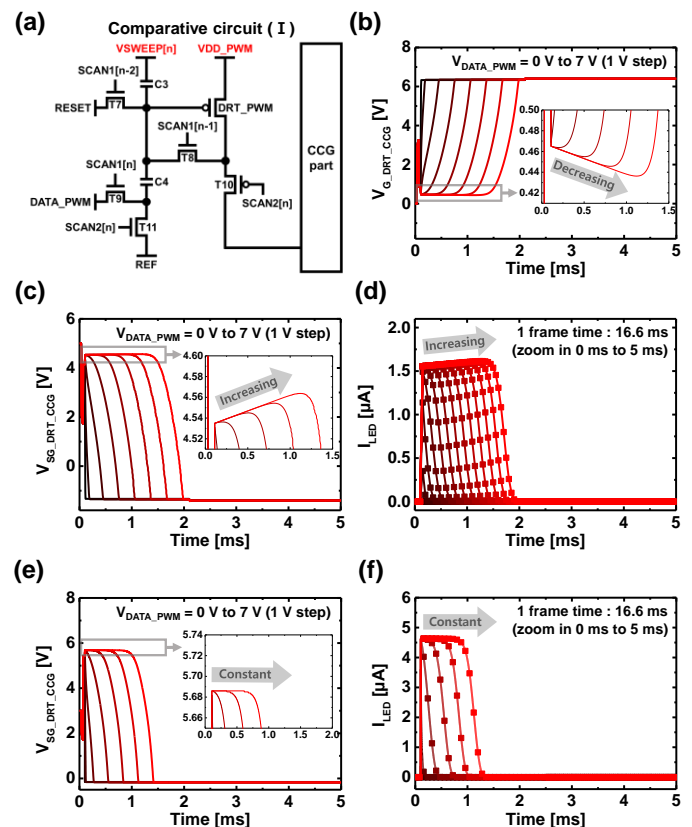 (a)
Comparative circuit ( I )
VSWEEP[n]
VDD_PWM
SCAN1[n-2]
C3
RESET
T7
DRT_PWM
SCAN1[n-1]
T8
CCG
part
SCAN1[n]
C4
T10
DATA_PWM
T9
SCAN2[n]
SCAN2[n]
T11
REF
(b)
V_DATA_PWM = 0 V to 7 V (1 V step)
V_G_DRT_CCG [V]
8
6
4
2
0
-2
0.50
0.48
0.46
0.44
0.42
Decreasing
0.0 0.5 1.0 1.5
0 1 2 3 4 5
Time [ms]
(c)
V_DATA_PWM = 0 V to 7 V (1 V step)
V_SG_DRT_CCG [V]
6
4
2
0
-2
4.60
4.58
4.56
4.54
4.52
Increasing
0.0 0.5 1.0 1.5
0 1 2 3 4 5
Time [ms]
(d)
Increasing
1 frame time : 16.6 ms
(zoom in 0 ms to 5 ms)
I_LED [μA]
2.0
1.5
1.0
0.5
0.0
0 1 2 3 4 5
Time [ms]
(e)
V_DATA_PWM = 0 V to 7 V (1 V step)
V_SG_DRT_CCG [V]
8
6
4
2
0
5.74
5.72
5.70
5.68
5.66
Constant
0.0 0.5 1.0 1.5 2.0
0 1 2 3 4 5
Time [ms]
(f)
Constant
1 frame time : 16.6 ms
(zoom in 0 ms to 5 ms)
I_LED [μA]
6
5
4
3
2
1
0
0 1 2 3 4 5
Time [ms]